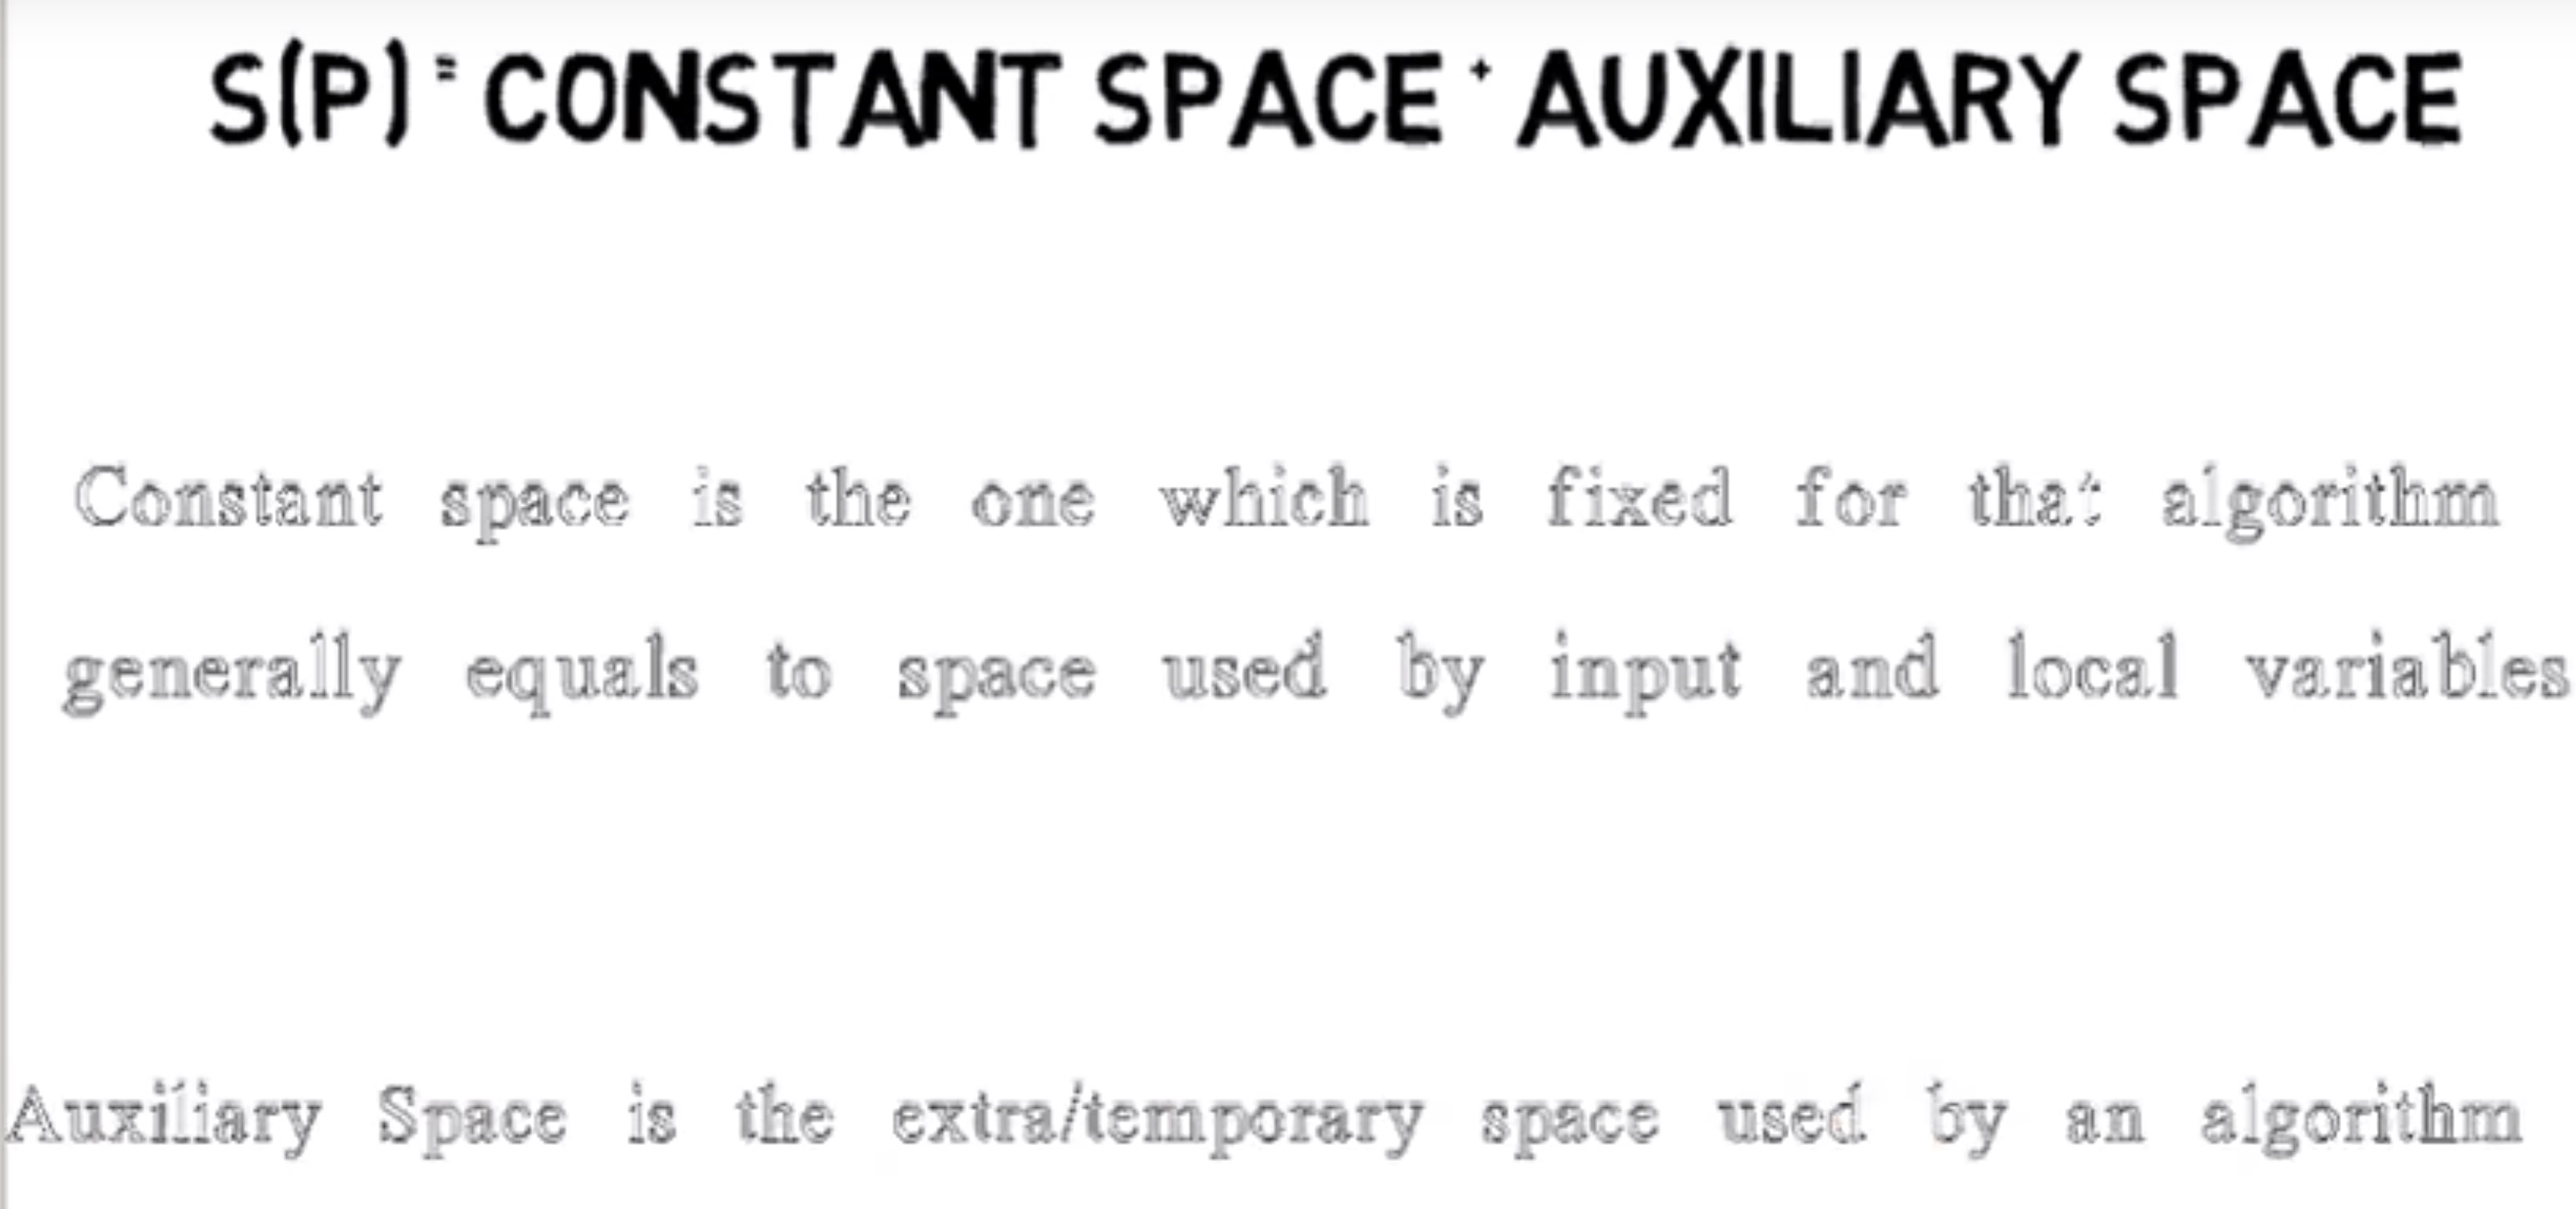 S(P) = CONSTANT SPACE + AUXILIARY SPACE
Constant space is the one which is fixed for that algorithm
generally equals to space used by input and local variables
Auxiliary Space is the extra/temporary space used by an algorithm